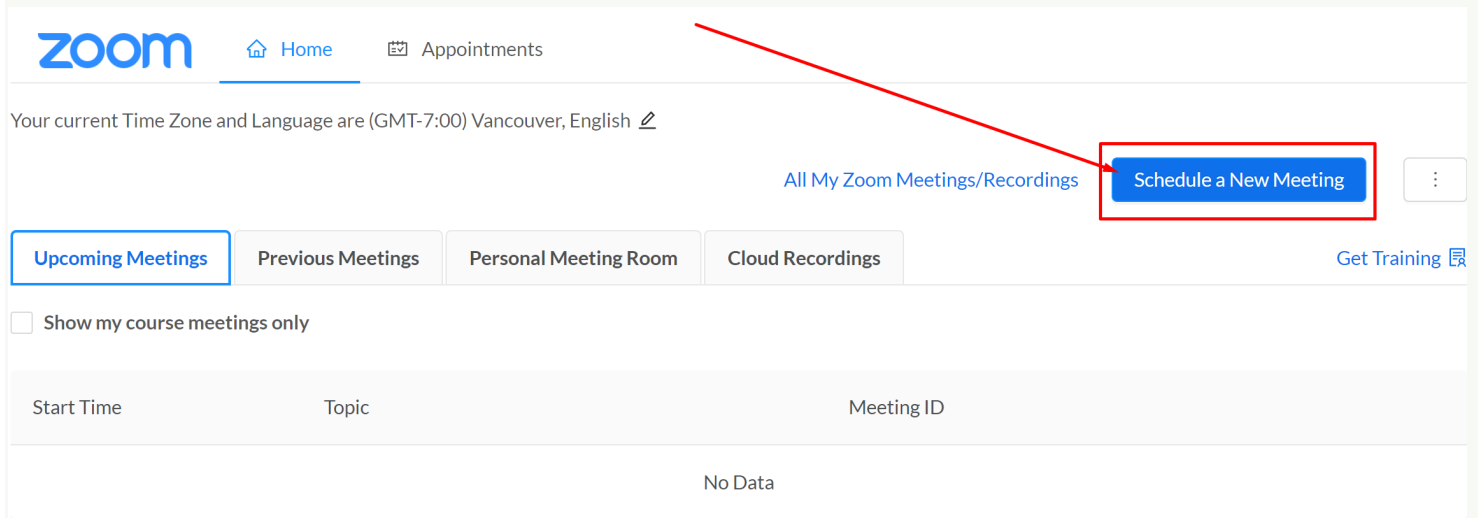 zoom Home Appointments
Your current Time Zone and Language are (GMT-7:00) Vancouver, English
All My Zoom Meetings/Recordings Schedule a New Meeting
Upcoming Meetings Previous Meetings Personal Meeting Room Cloud Recordings Get Training
Show my course meetings only
Start Time Topic Meeting ID
No Data